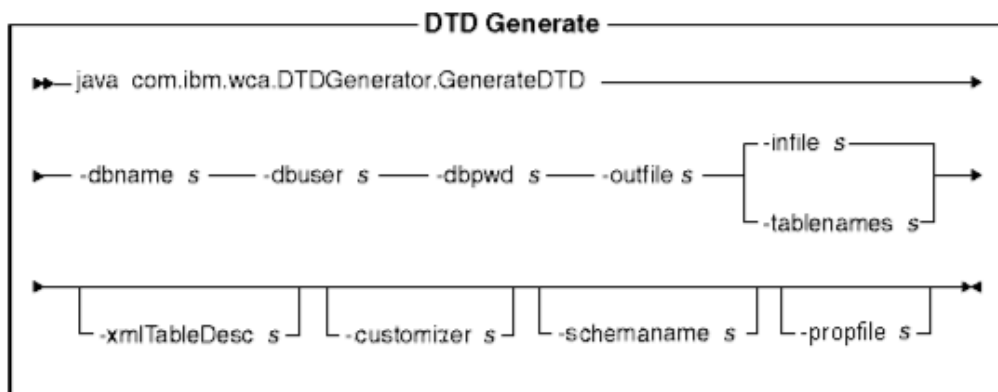 DTD Generate
java com.ibm.wca.DTDGenerator.GenerateDTD
-dbname s -dbuser s -dbpwd s -outfile s -infile s
-tablenames s
-xmlTableDesc s -customizer s -schemaname s -propfile s